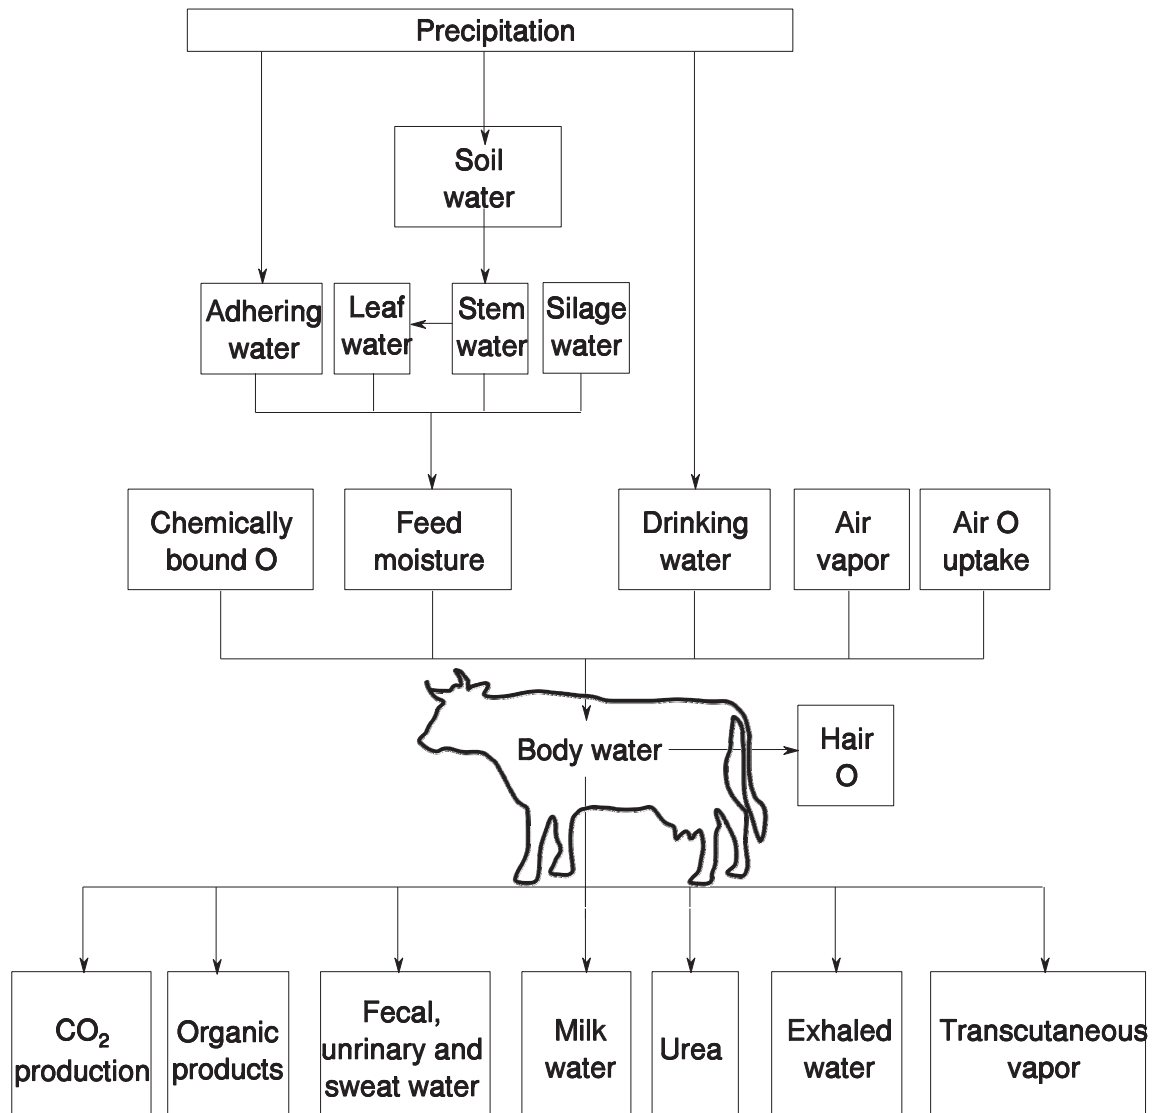 Precipitation
Soil
water
Adhering
water
Leaf
water
Stem
water
Silage
water
Chemically
bound O
Feed
moisture
Drinking
water
Air
vapor
Air O
uptake
Body water
Hair
O
CO₂
production
Organic
products
Fecal,
unrinary and
sweat water
Milk
water
Urea
Exhaled
water
Transcutaneous
vapor